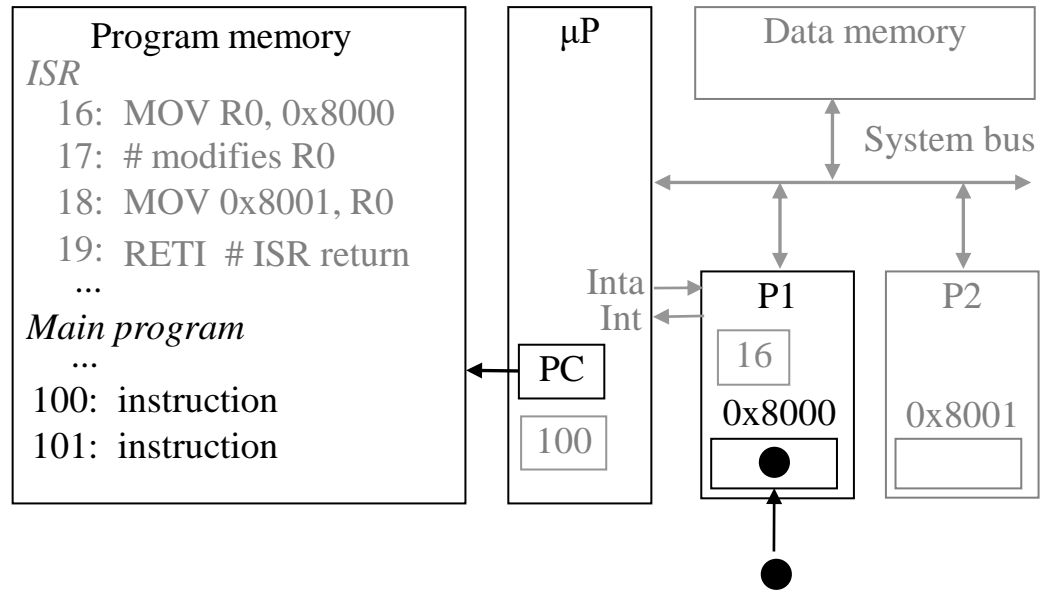 Program memory
ISR
16: MOV R0, 0x8000
17: # modifies R0
18: MOV 0x8001, R0
19: RETI # ISR return
...
Main program
...
100: instruction
101: instruction
μP
Inta
Int
PC
100
Data memory
System bus
P1
16
0x8000
P2
0x8001